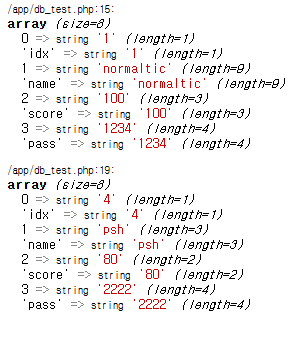 /app/db_test.php:15:
array (size=8)
0 => string '1' (length=1)
'idx' => string '1' (length=1)
1 => string 'normaltic' (length=9)
'name' => string 'normaltic' (length=9)
2 => string '100' (length=3)
'score' => string '100' (length=3)
3 => string '1234' (length=4)
'pass' => string '1234' (length=4)
/app/db_test.php:19:
array (size=8)
0 => string '4' (length=1)
'idx' => string '4' (length=1)
1 => string 'psh' (length=3)
'name' => string 'psh' (length=3)
2 => string '80' (length=2)
'score' => string '80' (length=2)
3 => string '2222' (length=4)
'pass' => string '2222' (length=4)